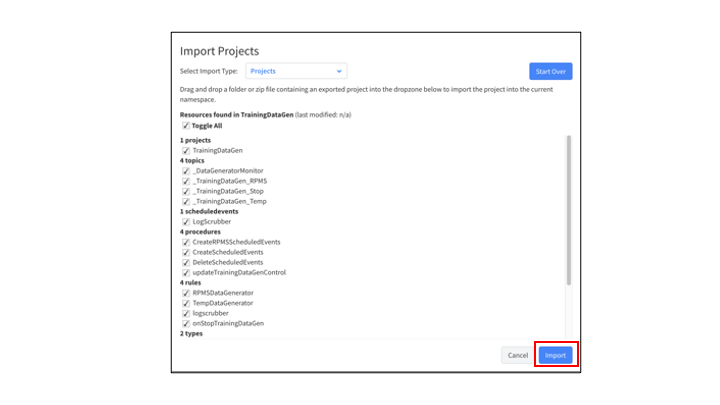 Import Projects
Select Import Type: Projects Start Over
Drag and drop a folder or zip file containing an exported project into the dropzone below to import the project into the current
namespace.
Resources found in TrainingDataGen (last modified: n/a)
Toggle All
1 projects
TrainingDataGen
4 topics
_DataGeneratorMonitor
_TrainingDataGen_RPMS
_TrainingDataGen_Stop
_TrainingDataGen_Temp
1 scheduledevents
LogScrubber
4 procedures
CreateRPMSScheduledEvents
CreateScheduledEvents
DeleteScheduledEvents
updateTrainingDataGenControl
4 rules
RPMSDataGenerator
TempDataGenerator
logscrubber
onStopTrainingDataGen
2 types
Cancel Import